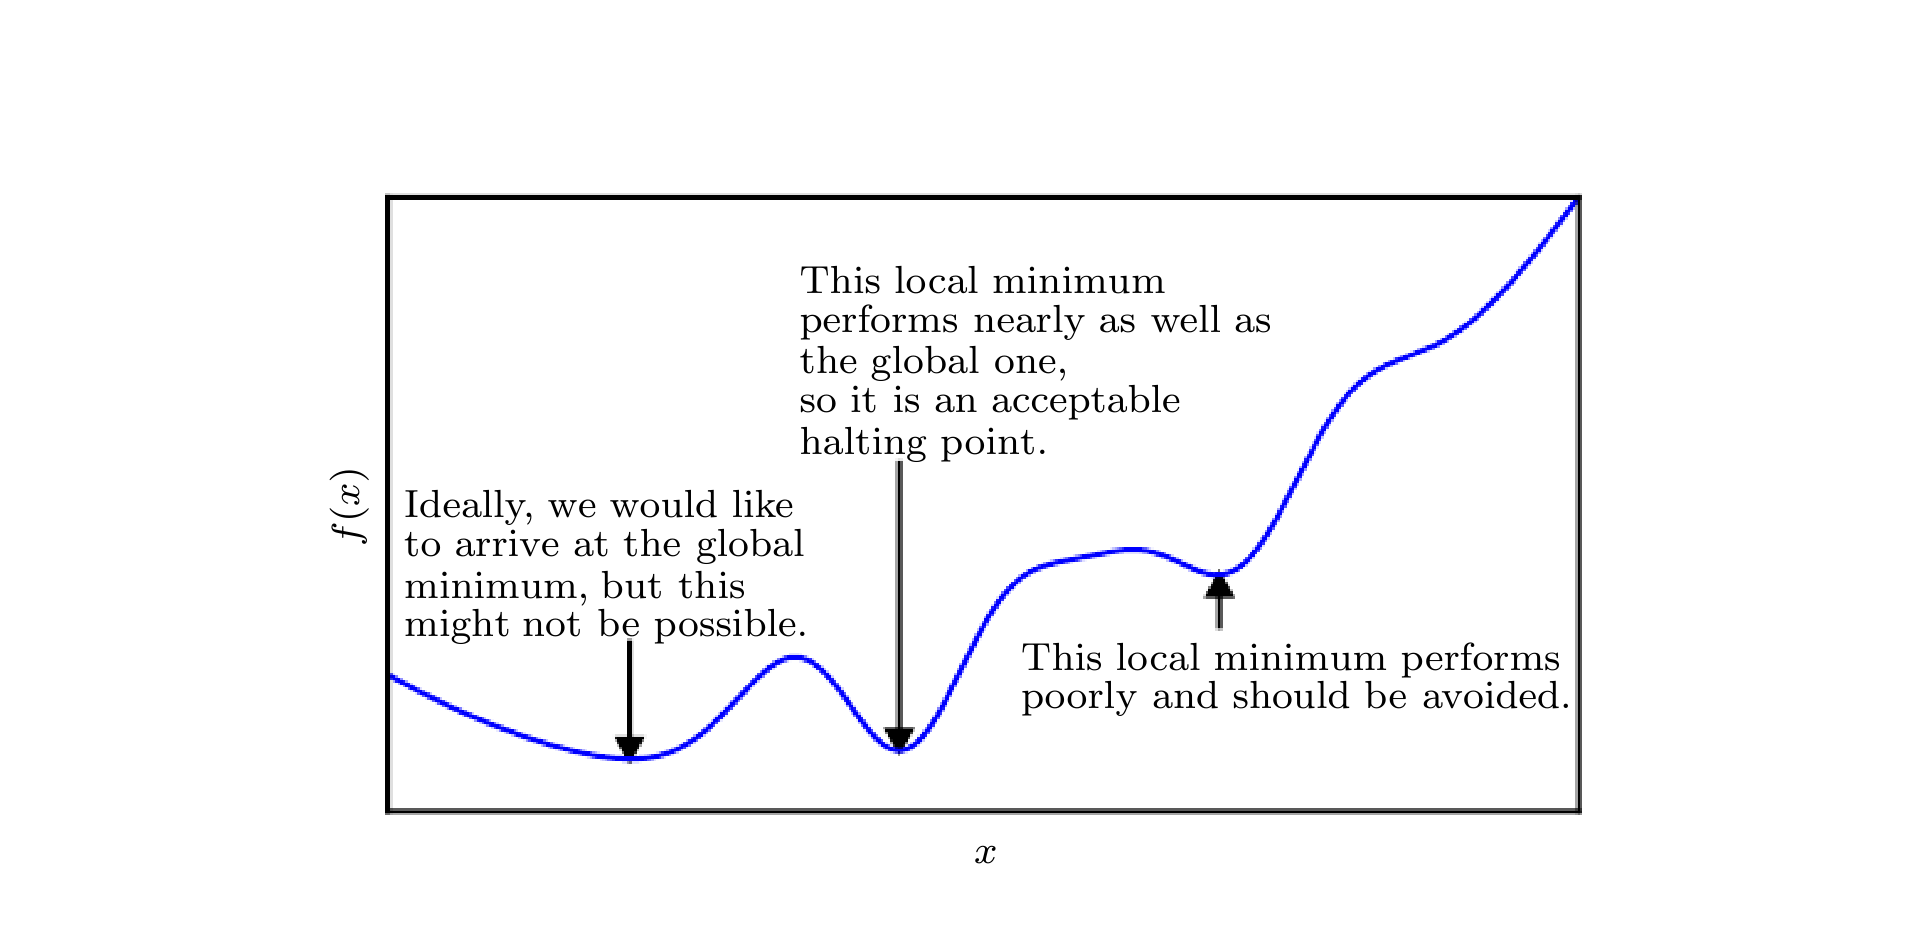 This local minimum
performs nearly as well as
the global one,
so it is an acceptable
halting point.
Ideally, we would like
to arrive at the global
minimum, but this
might not be possible.
This local minimum performs
poorly and should be avoided.
f(x)
x